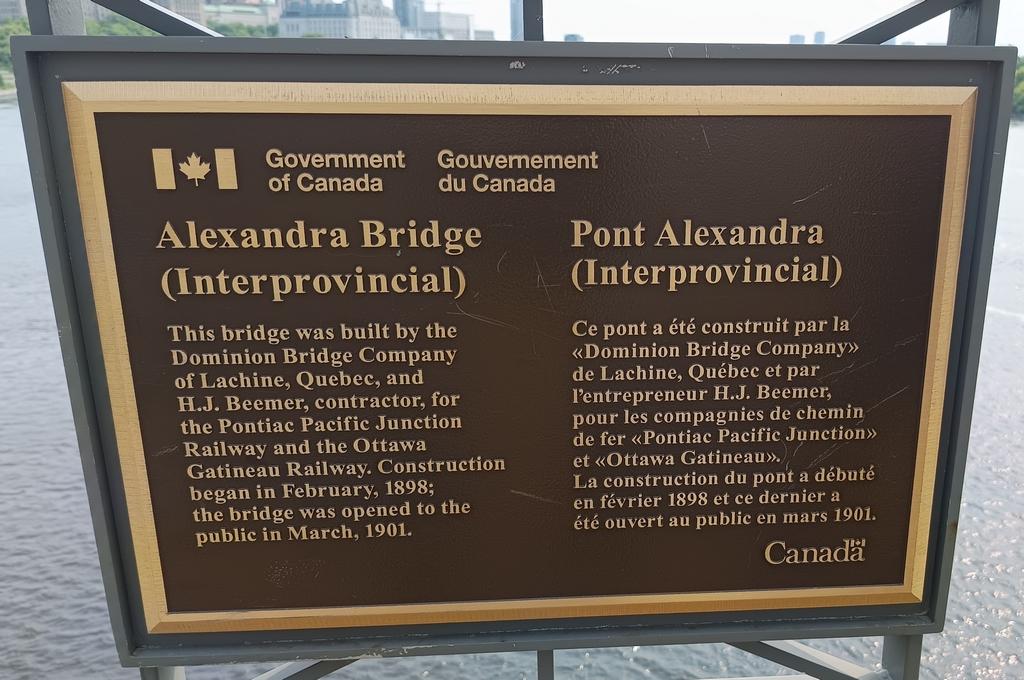 Government
of Canada
Gouvernement
du Canada
Alexandra Bridge
(Interprovincial)
This bridge was built by the
Dominion Bridge Company
of Lachine, Quebec, and
H.J. Beemer, contractor, for
the Pontiac Pacific Junction
Railway and the Ottawa
Gatineau Railway. Construction
began in February, 1898;
the bridge was opened to the
public in March, 1901.
Pont Alexandra
(Interprovincial)
Ce pont a été construit par la
«Dominion Bridge Company»
de Lachine, Québec et par
l'entrepreneur H.J. Beemer,
pour les compagnies de chemin
de fer «Pontiac Pacific Junction»
et «Ottawa Gatineau».
La construction du pont a débuté
en février 1898 et ce dernier a
été ouvert au public en mars 1901.
Canada